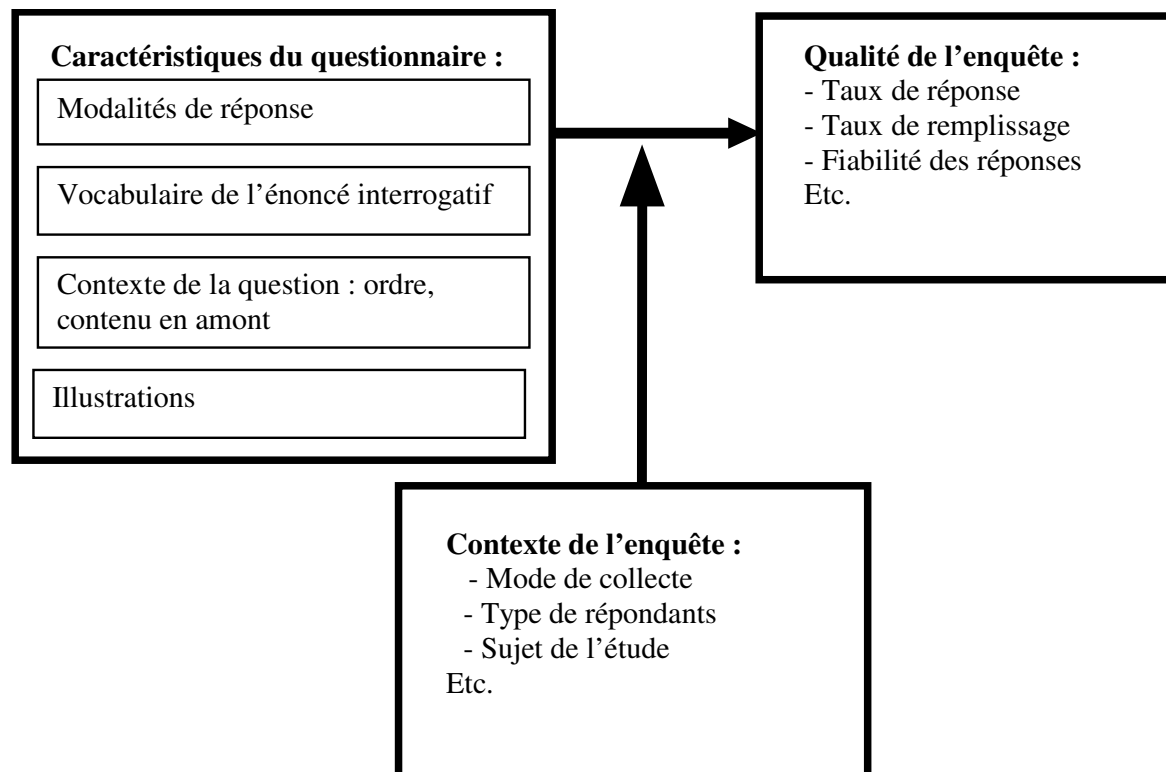 Caractéristiques du questionnaire :
Modalités de réponse
Vocabulaire de l’énoncé interrogatif
Contexte de la question : ordre,
contenu en amont
Illustrations
Qualité de l’enquête :
- Taux de réponse
- Taux de remplissage
- Fiabilité des réponses
Etc.
Contexte de l’enquête :
- Mode de collecte
- Type de répondants
- Sujet de l’étude
Etc.